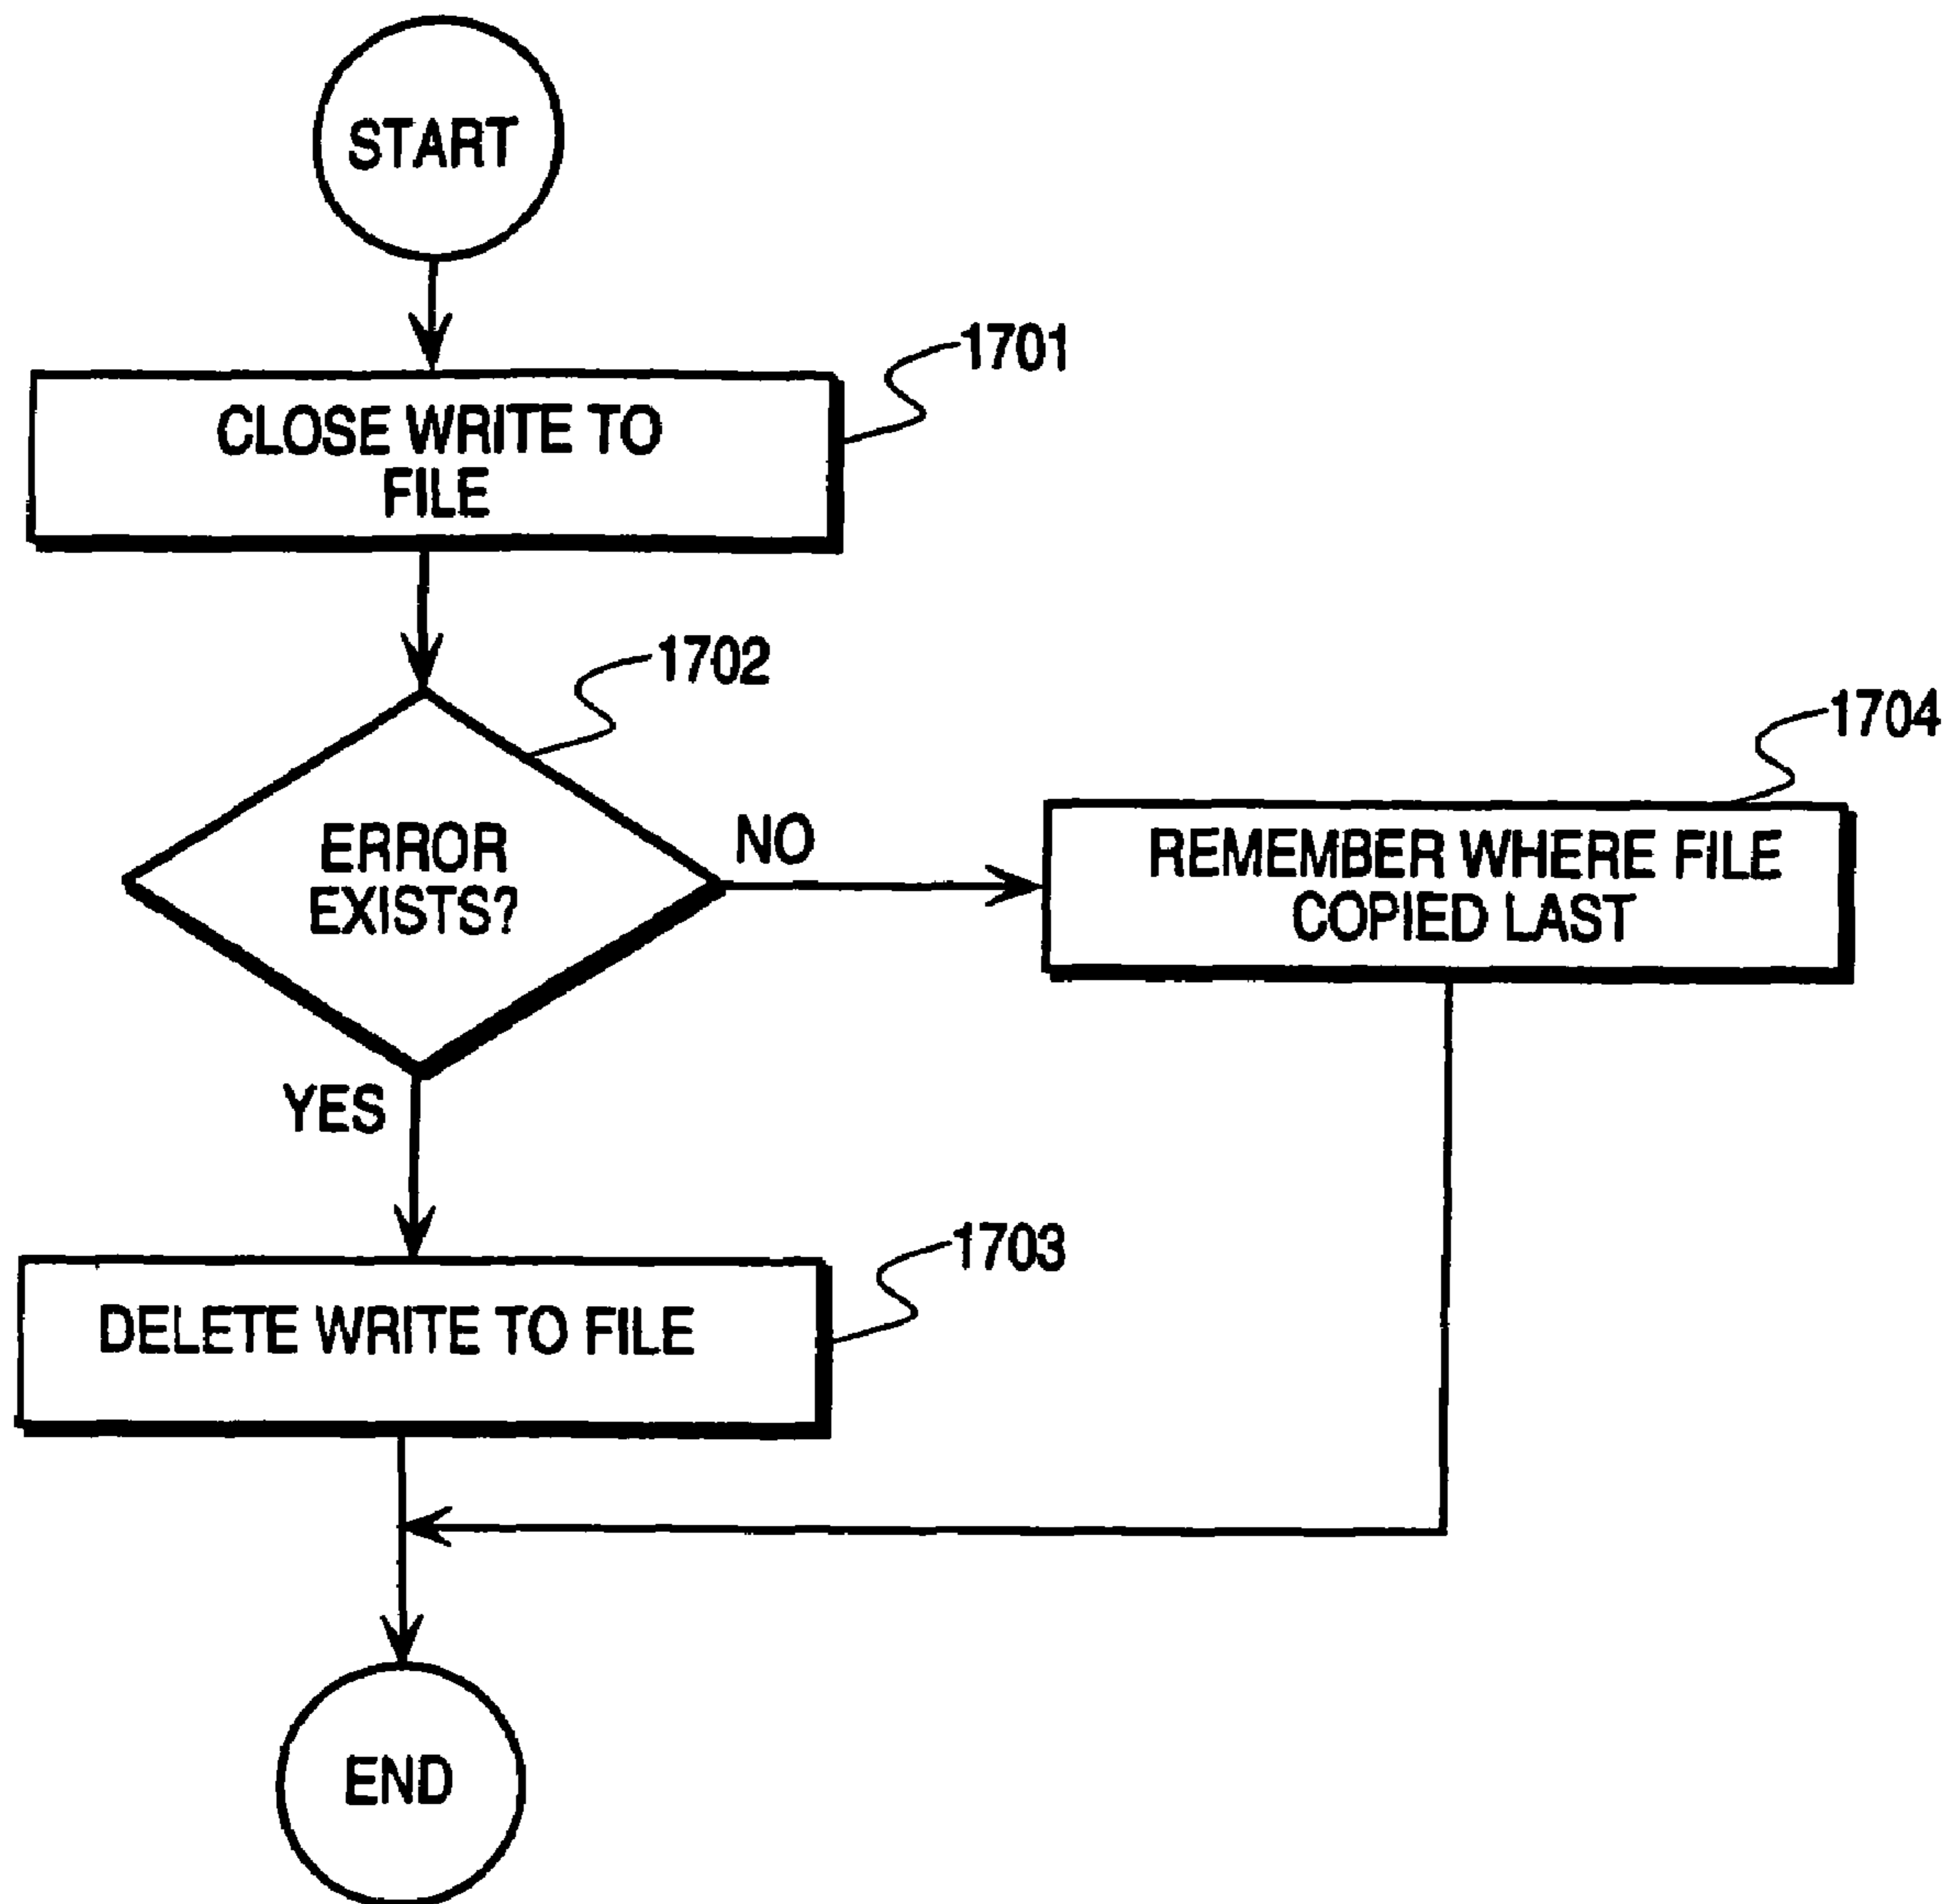 START
1701
CLOSE WRITE TO
FILE
1702
1704
ERROR
EXISTS?
NO
REMEMBER WHERE FILE
COPIED LAST
YES
1703
DELETE WRITE TO FILE
END